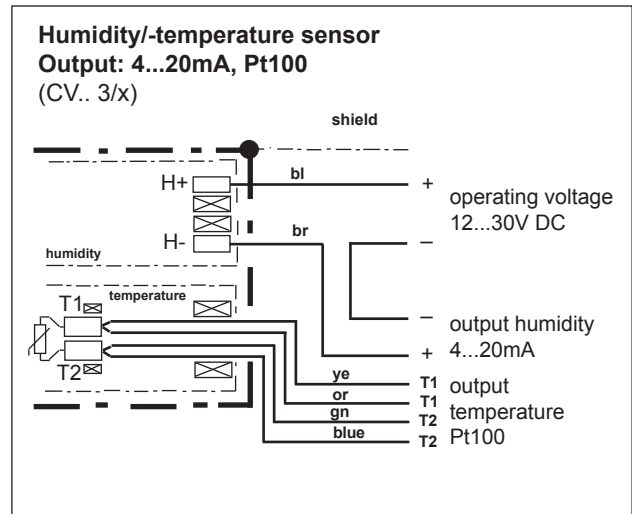 Humidity/-temperature sensor
Output: 4...20mA, Pt100
(CV.. 3/x)
shield
H+
bl
+
operating voltage
12...30V DC
H-
br
–
humidity
temperature
T1
–
output humidity
+
4...20mA
T2
ye
T1
output
or
T1
temperature
gn
T2
Pt100
blue
T2